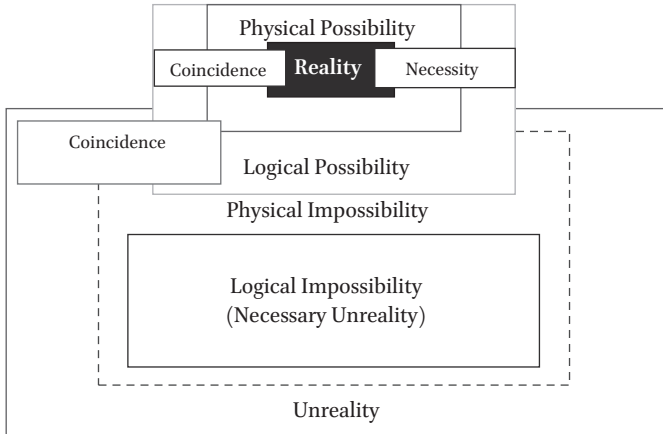 Physical Possibility
Coincidence
Reality
Necessity
Coincidence
Logical Possibility
Physical Impossibility
Logical Impossibility
(Necessary Unreality)
Unreality